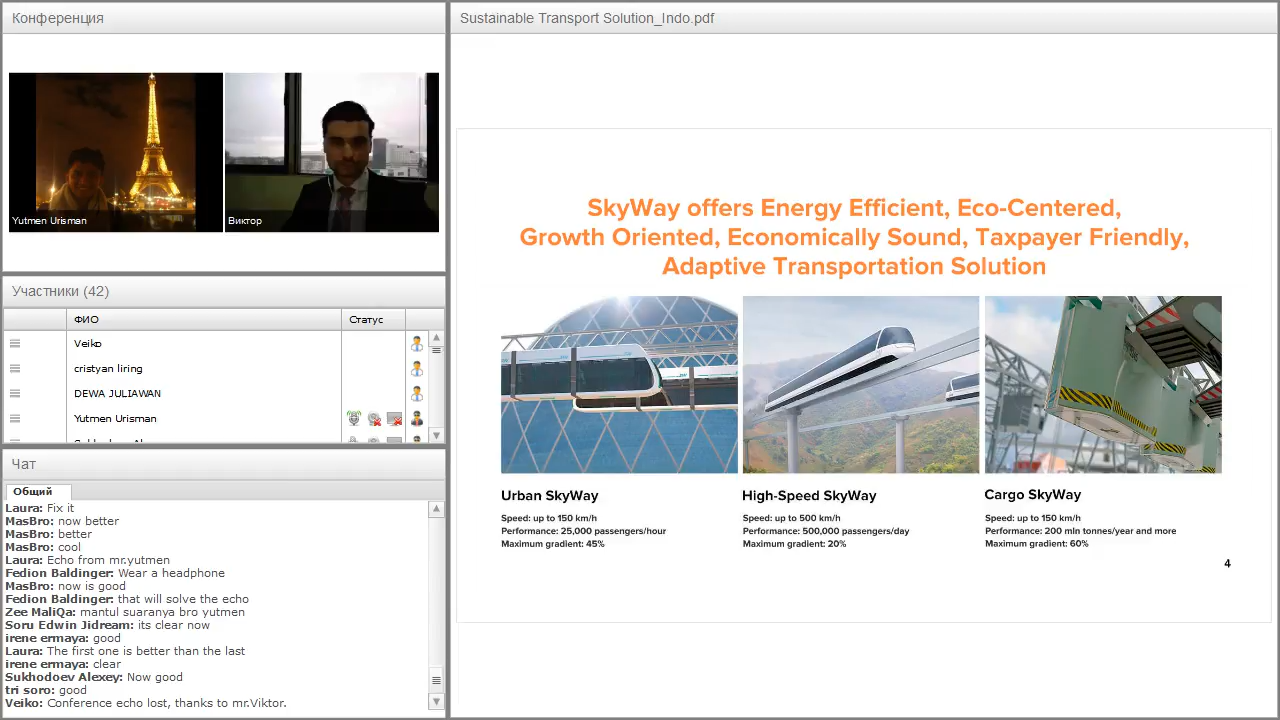 Конференция
Yutmen Urisman
Виктор
Участники (42)
ФИО
Статус
Veiko
cristyan liring
DEWA JULIAWAN
Yutmen Urisman
Чат
Общий
Laura: Fix it
MasBro: now better
MasBro: better
MasBro: cool
Laura: Echo from mr.yutmen
Fedion Baldinger: Wear a headphone
MasBro: now is good
Fedion Baldinger: that will solve the echo
Zee MaliQa: mantul suaranya bro yutmen
Soru Edwin Jidream: its clear now
irene ermaya: good
Laura: The first one is better than the last
irene ermaya: clear
Sukhodoev Alexey: Now good
tri soro: good
Veiko: Conference echo lost, thanks to mr.Viktor.
Sustainable Transport Solution_Indo.pdf
SkyWay offers Energy Efficient, Eco-Centered,
Growth Oriented, Economically Sound, Taxpayer Friendly,
Adaptive Transportation Solution
Urban SkyWay
Speed: up to 150 km/h
Performance: 25,000 passengers/hour
Maximum gradient: 45%
High-Speed SkyWay
Speed: up to 500 km/h
Performance: 500,000 passengers/day
Maximum gradient: 20%
Cargo SkyWay
Speed: up to 150 km/h
Performance: 200 mln tonnes/year and more
Maximum gradient: 60%
4